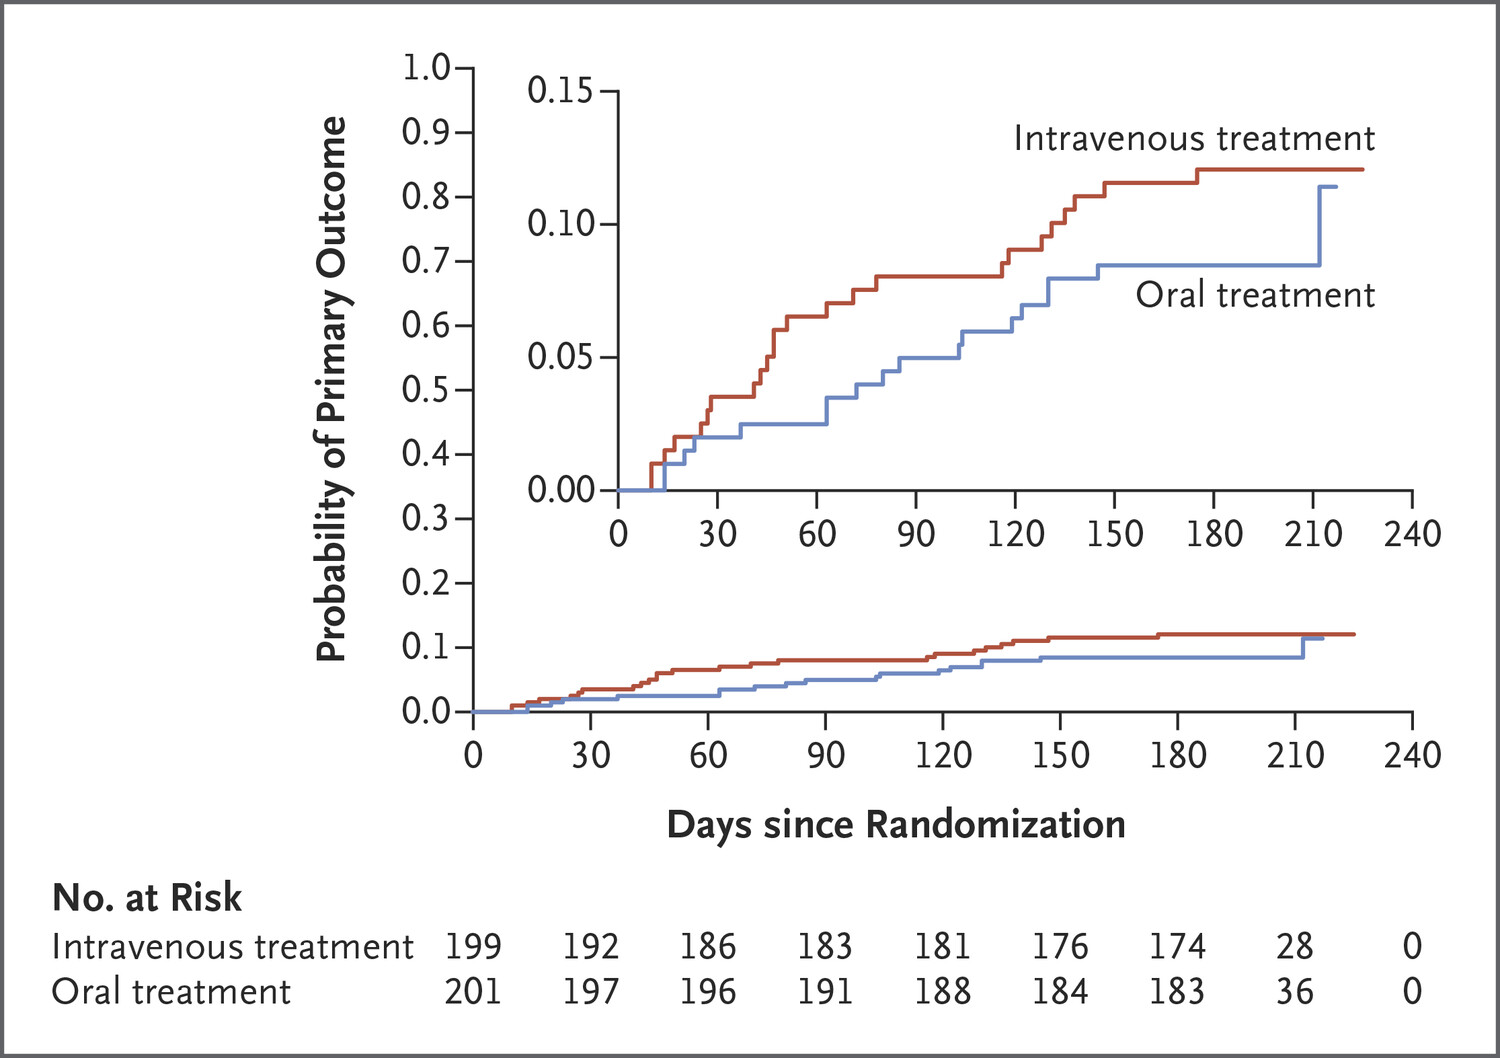 Probability of Primary Outcome
1.0
0.9
0.8
0.7
0.6
0.5
0.4
0.3
0.2
0.1
0.0
0.15
0.10
0.05
0.00
Intravenous treatment
Oral treatment
0 30 60 90 120 150 180 210 240
0 30 60 90 120 150 180 210 240
Days since Randomization
No. at Risk
Intravenous treatment 199 192 186 183 181 176 174 28 0
Oral treatment 201 197 196 191 188 184 183 36 0